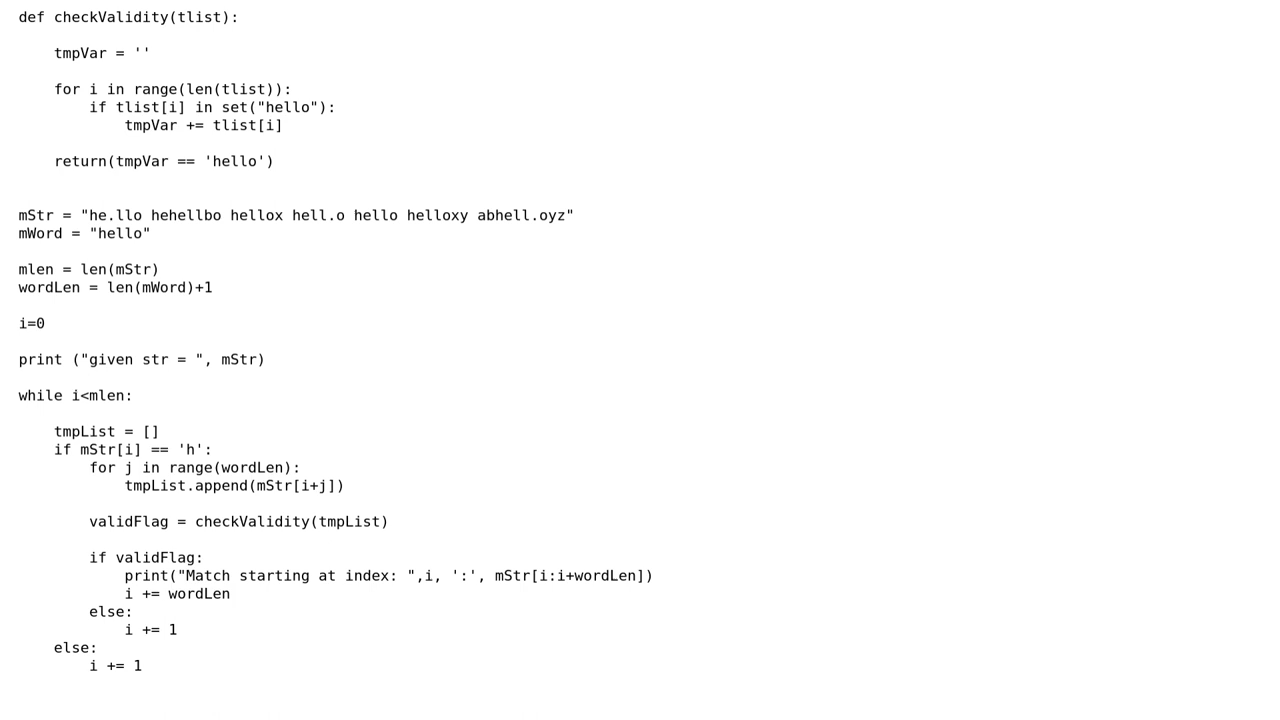 def checkValidity(tlist):
    tmpVar = ''
    for i in range(len(tlist)):
        if tlist[i] in set("hello"):
            tmpVar += tlist[i]
    return(tmpVar == 'hello')
mStr = "he.llo hehellbo hellox hell.o hello helloxy abhell.oyz"
mWord = "hello"
mlen = len(mStr)
wordLen = len(mWord)+1
i=0
print ("given str = ", mStr)
while i<mlen:
    tmpList = []
    if mStr[i] == 'h':
        for j in range(wordLen):
            tmpList.append(mStr[i+j])
        validFlag = checkValidity(tmpList)
        if validFlag:
            print("Match starting at index: ",i, ':', mStr[i:i+wordLen])
            i += wordLen
        else:
            i += 1
    else:
        i += 1